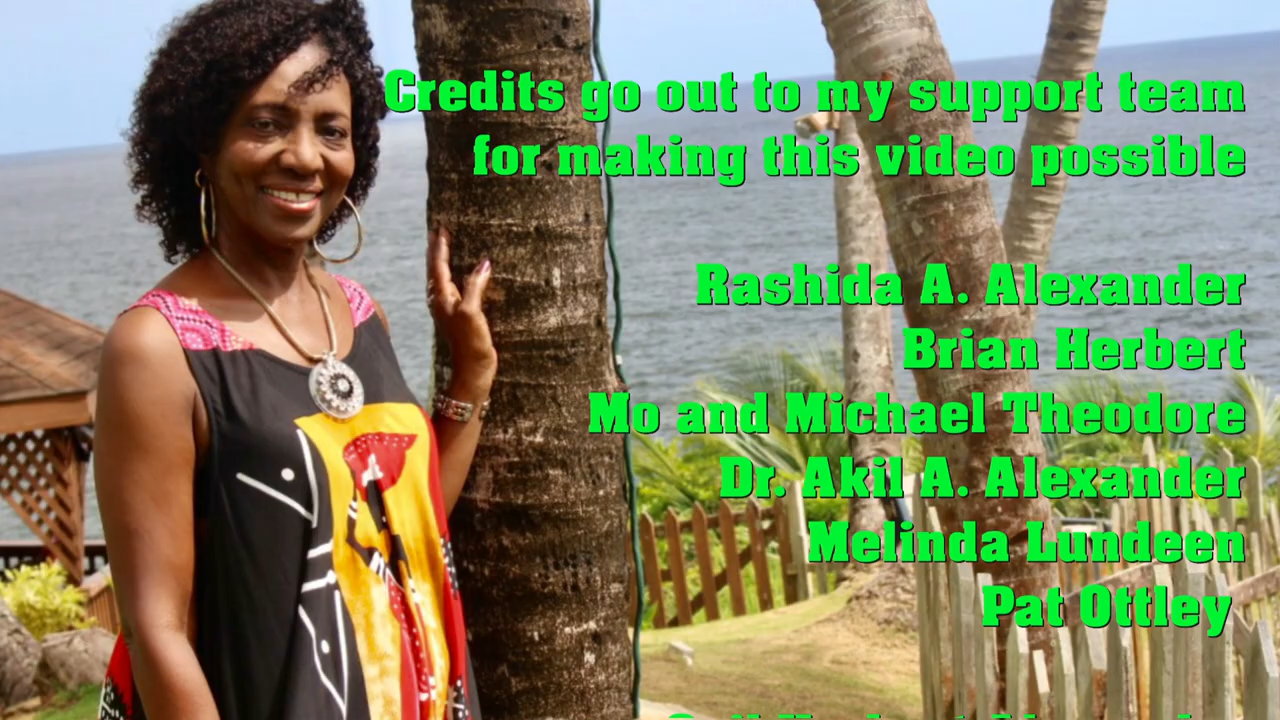 Credits go out to my support team
for making this video possible
Rashida A. Alexander
Brian Herbert
Mo and Michael Theodore
Dr. Akil A. Alexander
Melinda Lundeen
Pat Ottley